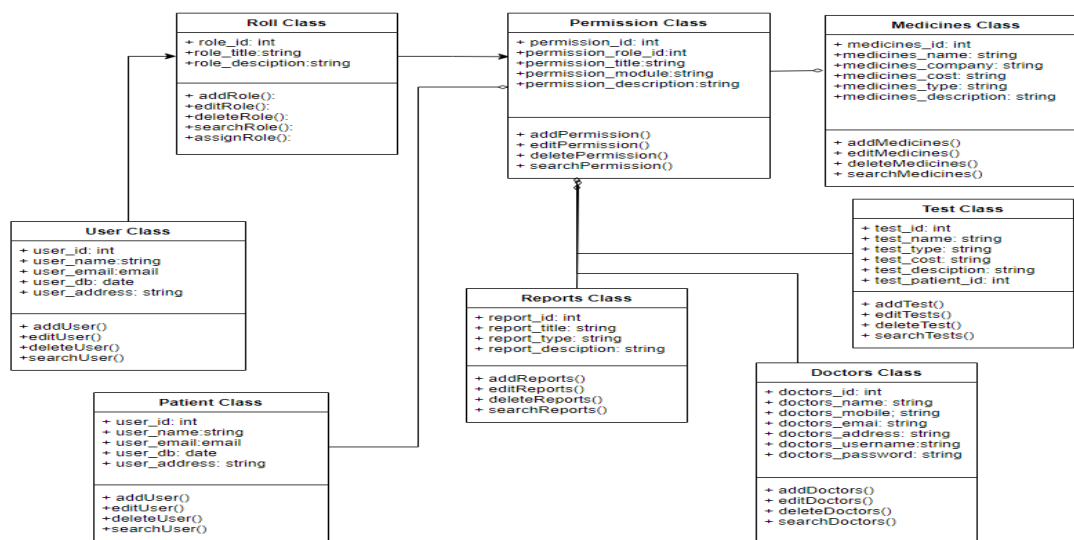 Roll Class
+ role_id: int
+role_title:string
+role_desciption:string
+ addRole():
+editRole():
+deleteRole():
+searchRole():
+assignRole():
Permission Class
+ permission_id: int
+permission_role_id:int
+permission_title:string
+permission_module:string
+permission_description:string
+ addPermission()
+ editPermission()
+ deletePermission()
+ searchPermission()
Medicines Class
+ medicines_id: int
+medicines_name: string
+medicines_company: string
+medicines_cost: string
+medicines_type: string
+medicines_description: string
+ addMedicines()
+ editMedicines()
+ deleteMedicines()
+ searchMedicines()
User Class
+ user_id: int
+ user_name:string
+ user_email:email
+ user_db: date
+ user_address: string
+ addUser()
+editUser()
+deleteUser()
+searchUser()
Test Class
+ test_id: int
+ test_name: string
+ test_type: string
+ test_cost: string
+ test_desciption: string
+ test_patient_id: int
+ addTest()
+ editTests()
+ deleteTest()
+ searchTests()
Reports Class
+ report_id: int
+ report_title: string
+ report_type: string
+ report_desciption: string
+ addReports()
+ editReports()
+ deleteReports()
+ searchReports()
Doctors Class
+ doctors_id: int
+ doctors_name: string
+ doctors_mobile; string
+ doctors_emai: string
+ doctors_address: string
+ doctors_username:string
+ doctors_password: string
+ addDoctors()
+ editDoctors()
+ deleteDoctors()
+ searchDoctors()
Patient Class
+ user_id: int
+ user_name:string
+ user_email:email
+ user_db: date
+ user_address: string
+ addUser()
+editUser()
+deleteUser()
+searchUser()